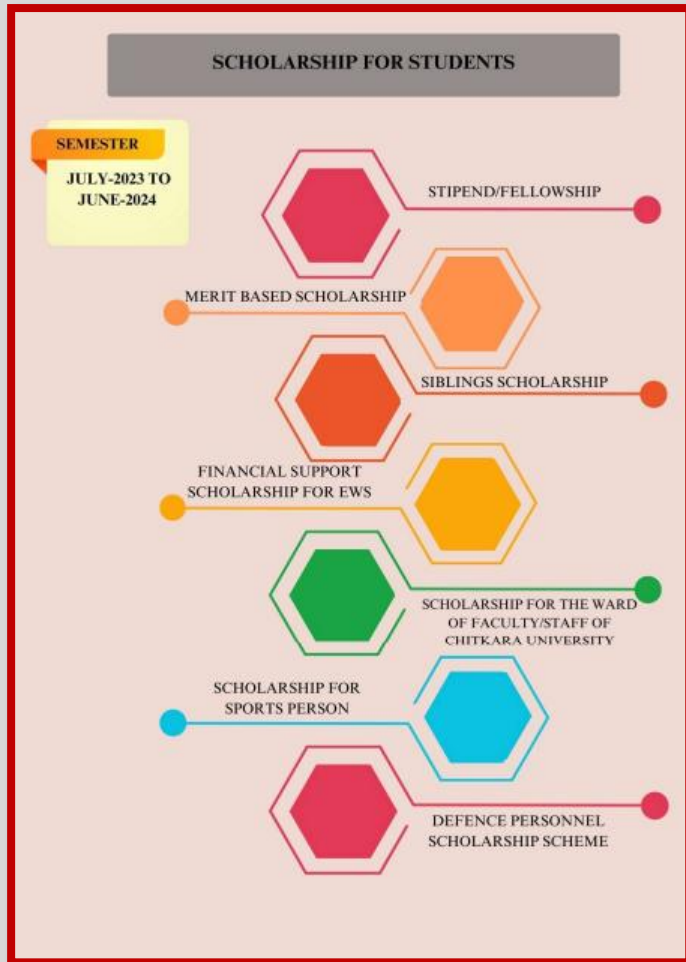 SCHOLARSHIP FOR STUDENTS
SEMESTER
JULY-2023 TO
JUNE-2024
STIPEND/FELLOWSHIP
MERIT BASED SCHOLARSHIP
SIBLINGS SCHOLARSHIP
FINANCIAL SUPPORT
SCHOLARSHIP FOR EWS
SCHOLARSHIP FOR THE WARD
OF FACULTY/STAFF OF
CHITKARA UNIVERSITY
SCHOLARSHIP FOR
SPORTS PERSON
DEFENCE PERSONNEL
SCHOLARSHIP SCHEME